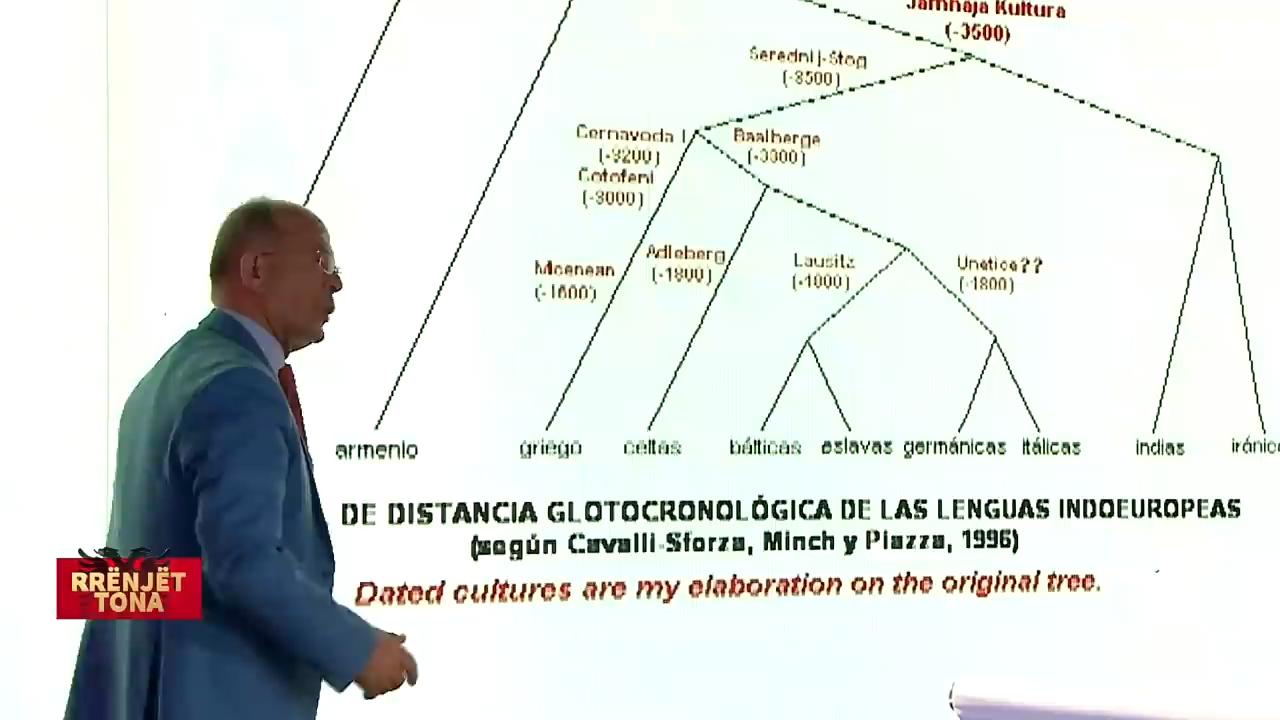 Jamnaja Kultura
(-3500)
Serednij-Stog
(-3500)
Cernavoda I
(-3200)
Baalberge
(-3300)
Cotofeni
(-3000)
Micenean
(-1600)
Adleberg
(-1800)
Lausitz
(-1000)
Unetice??
(-1800)
armenio
griego
celtas
bálticas
eslavas
germánicas
itálicas
indias
iránic
DE DISTANCIA GLOTOCRONOLÓGICA DE LAS LENGUAS INDOEUROPEAS
(según Cavalli-Sforza, Minch y Piazza, 1996)
Dated cultures are my elaboration on the original tree.
RRËNJËT
TONA